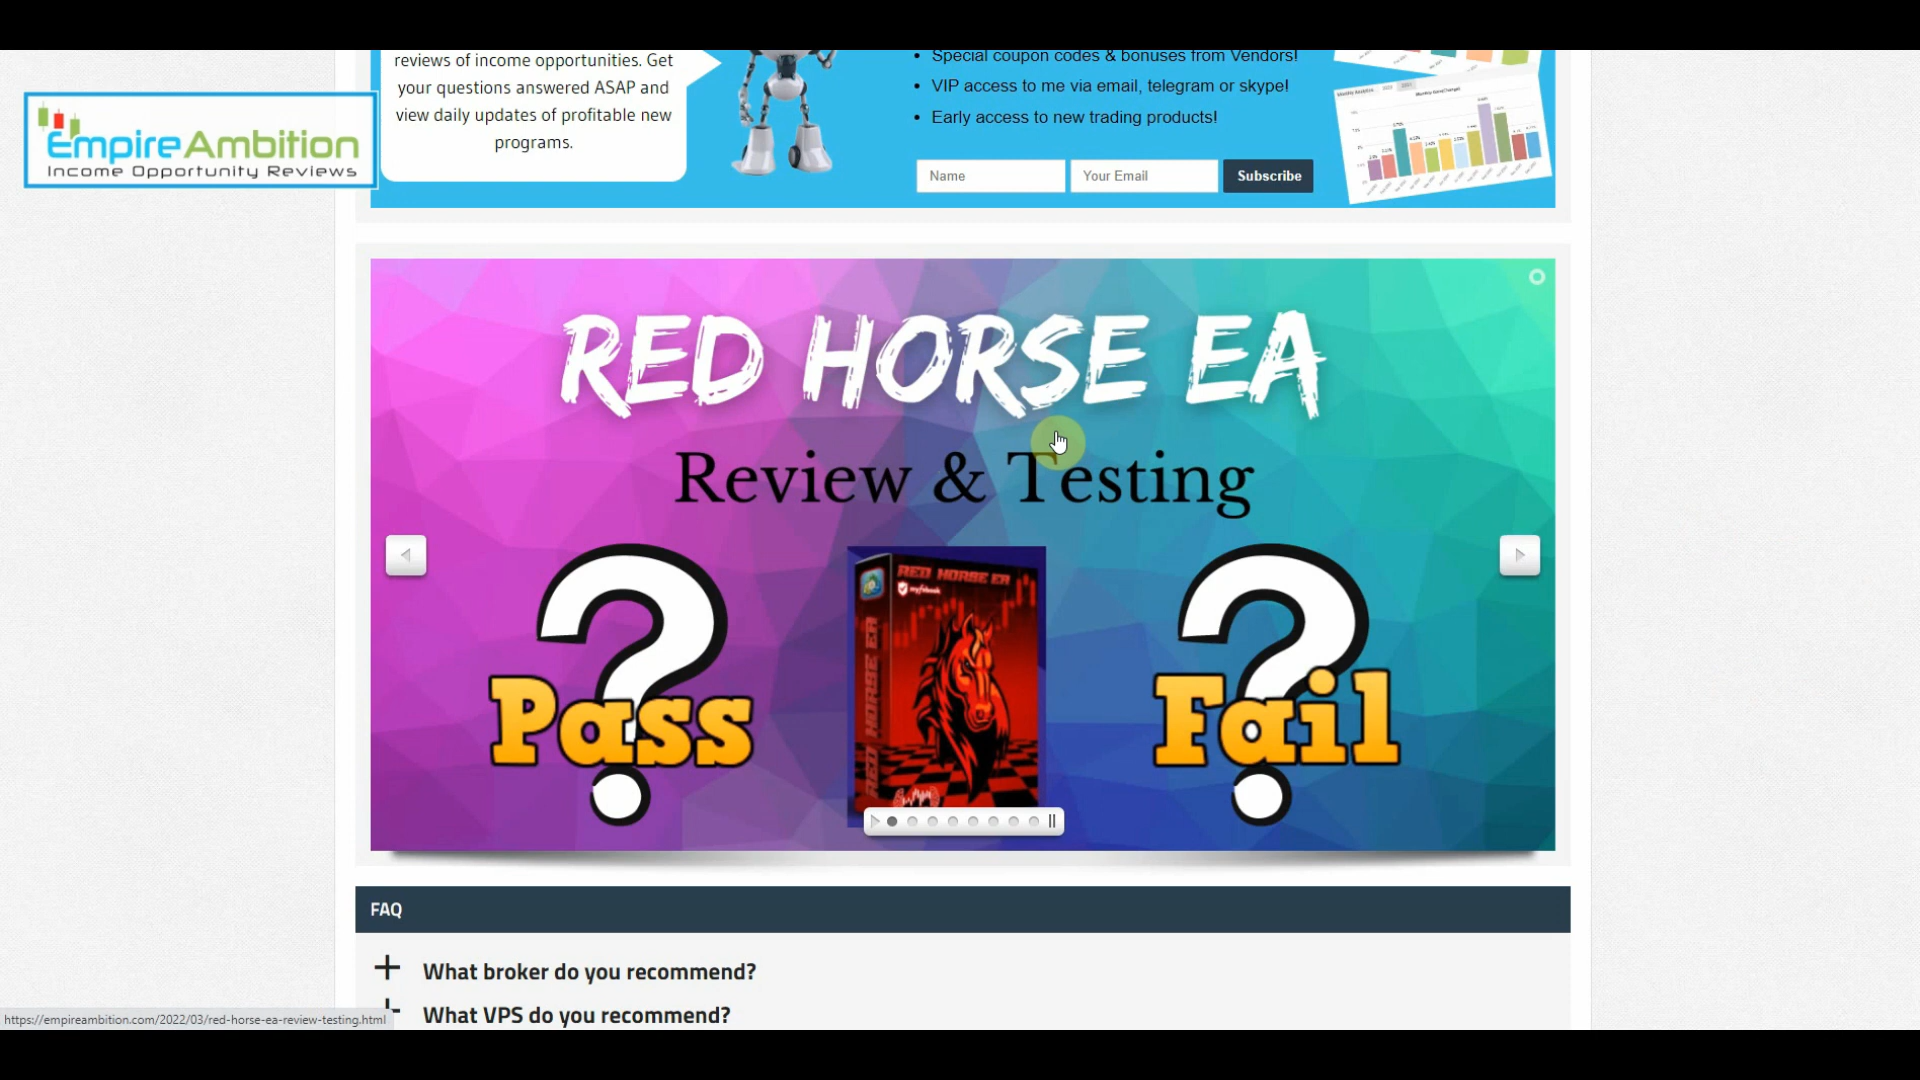 reviews of income opportunities. Get
your questions answered ASAP and
view daily updates of profitable new
programs.
Special coupon codes & bonuses from Vendors!
VIP access to me via email, telegram or skype!
Early access to new trading products!
Name
Your Email
Subscribe
EmpireAmbition
Income Opportunity Reviews
RED HORSE EA
Review & Testing
Pass
Fail
RED HORSE EA
myfxbook
RED HORSE EA
FAQ
What broker do you recommend?
What VPS do you recommend?
https://empireambition.com/2022/03/red-horse-ea-review-testing.html